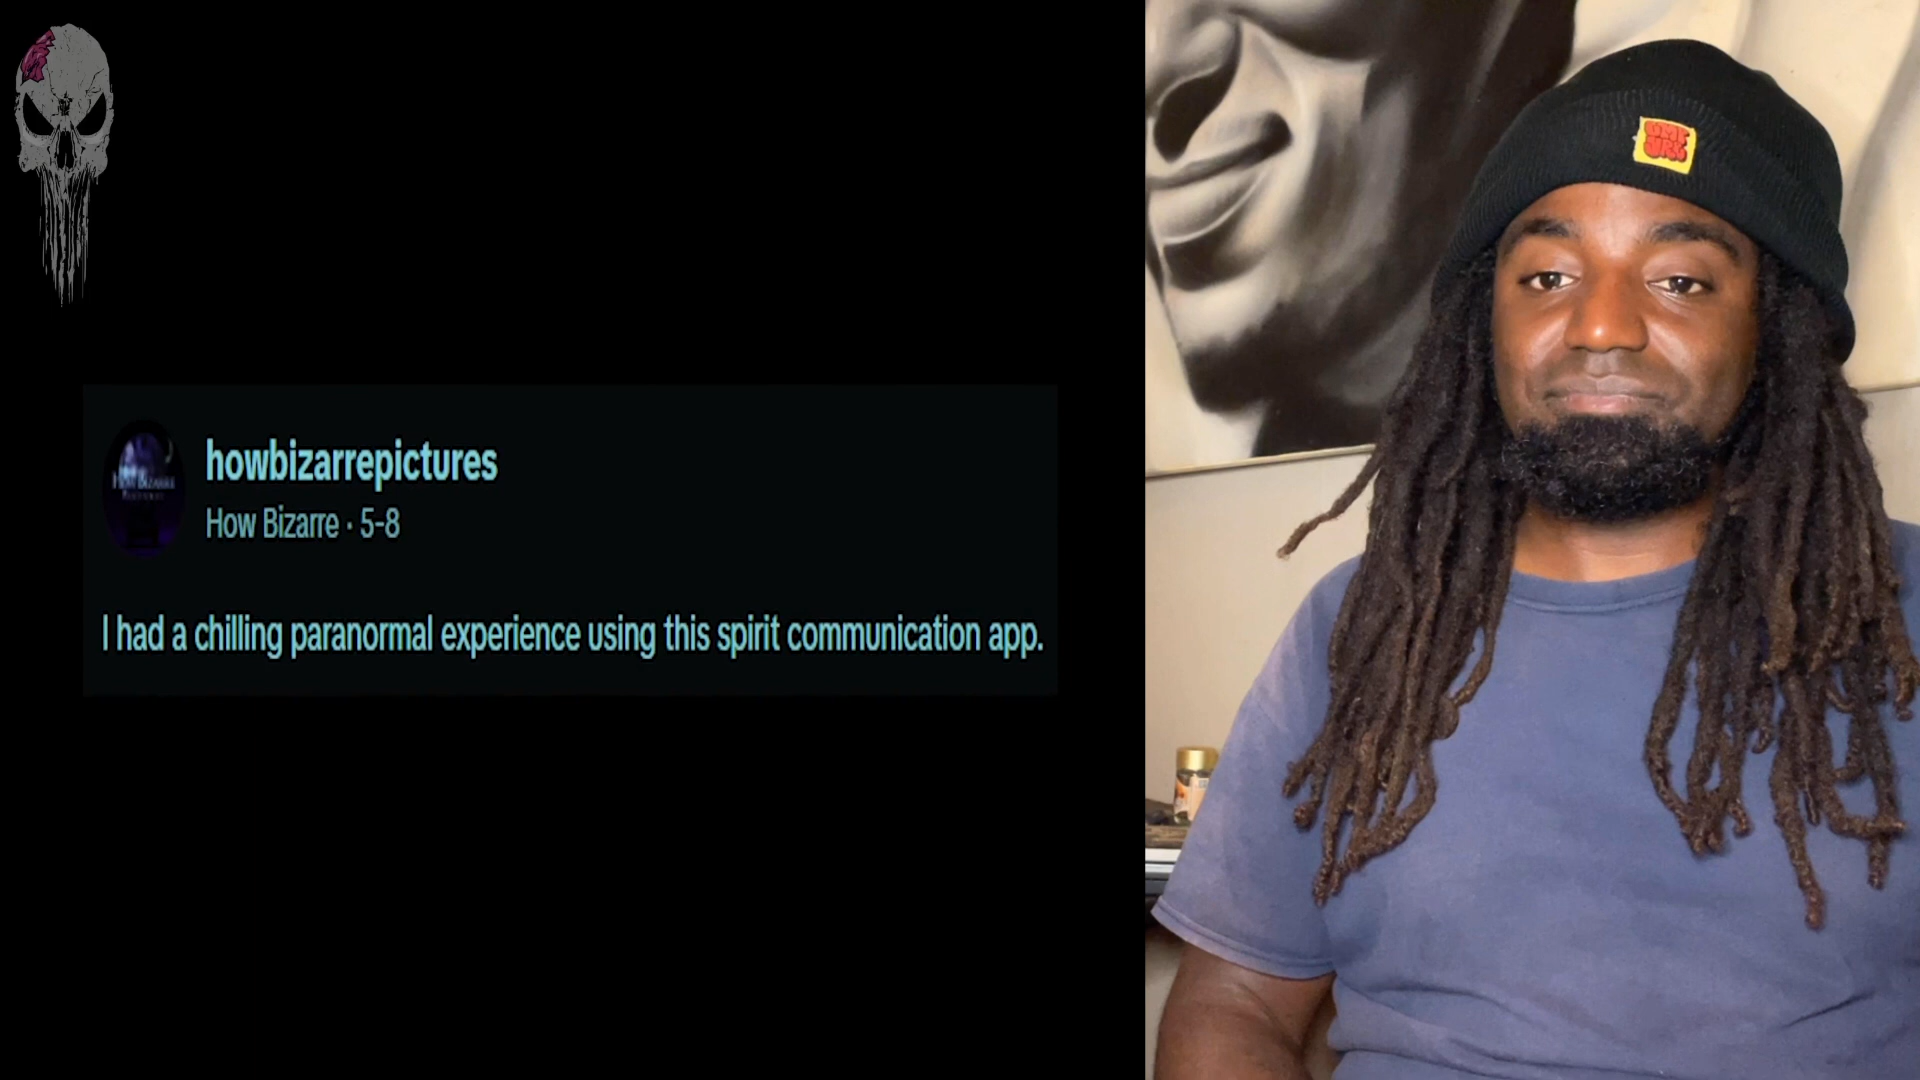 howbizarrepictures
How Bizarre · 5-8
I had a chilling paranormal experience using this spirit communication app.